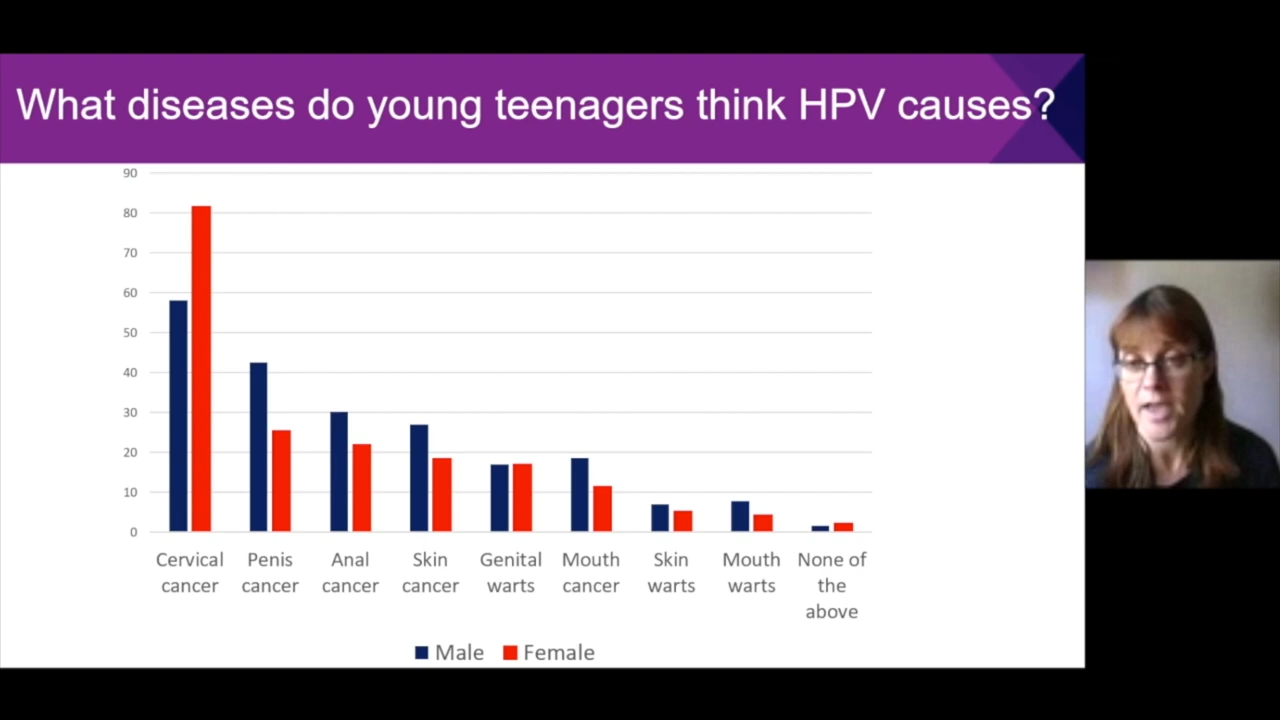 What diseases do young teenagers think HPV causes?
90
80
70
60
50
40
30
20
10
0
Cervical cancer
Penis cancer
Anal cancer
Skin cancer
Genital warts
Mouth cancer
Skin warts
Mouth warts
None of the above
Male Female